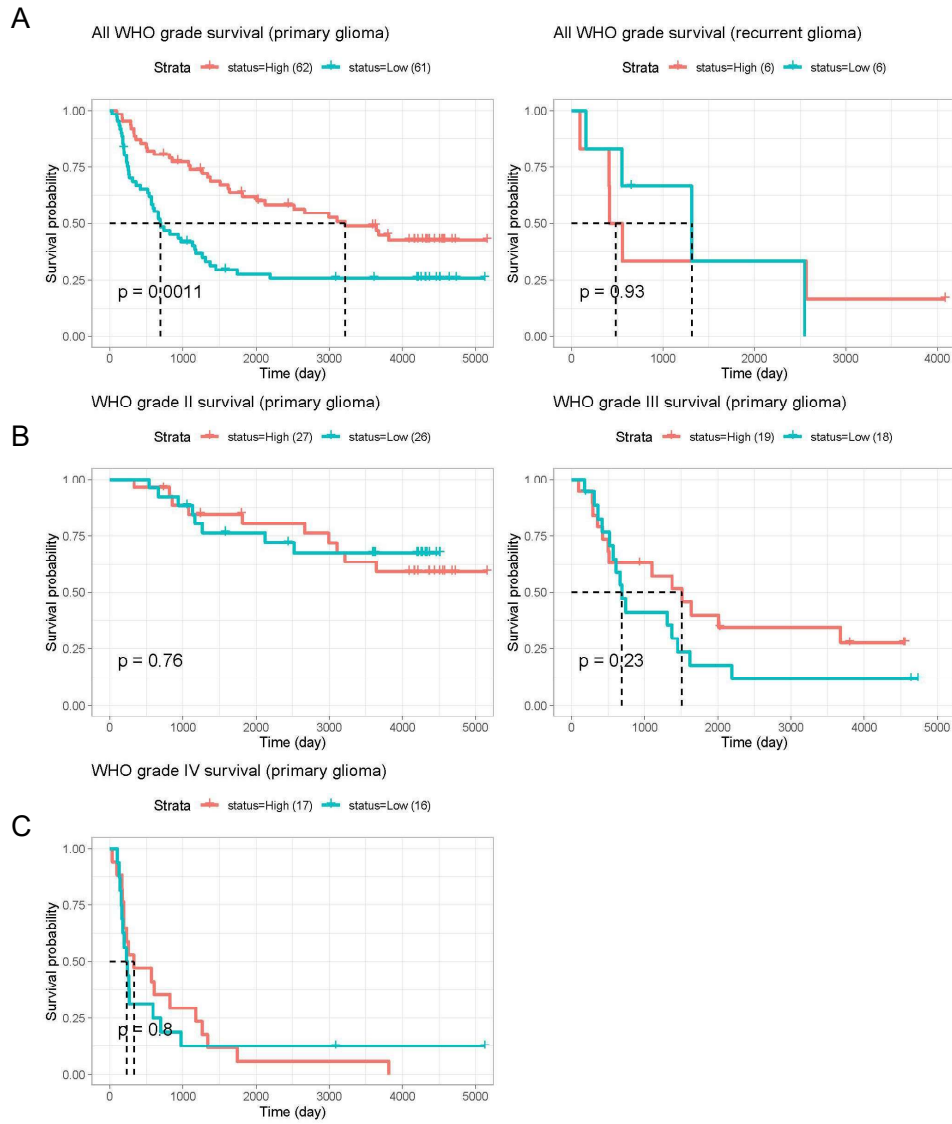 A
All WHO grade survival (primary glioma)
Strata status=High (62) status=Low (61)
Survival probability
1.00
0.75
0.50
0.25
0.00
p = 0.0011
0 1000 2000 3000 4000 5000
Time (day)
All WHO grade survival (recurrent glioma)
Strata status=High (6) status=Low (6)
Survival probability
1.00
0.75
0.50
0.25
0.00
p = 0.93
0 1000 2000 3000 4000
Time (day)
B
WHO grade II survival (primary glioma)
Strata status=High (27) status=Low (26)
Survival probability
1.00
0.75
0.50
0.25
0.00
p = 0.76
0 1000 2000 3000 4000 5000
Time (day)
WHO grade III survival (primary glioma)
Strata status=High (19) status=Low (18)
Survival probability
1.00
0.75
0.50
0.25
0.00
p = 0.23
0 1000 2000 3000 4000 5000
Time (day)
C
WHO grade IV survival (primary glioma)
Strata status=High (17) status=Low (16)
Survival probability
1.00
0.75
0.50
0.25
0.00
p = 0.8
0 1000 2000 3000 4000 5000
Time (day)